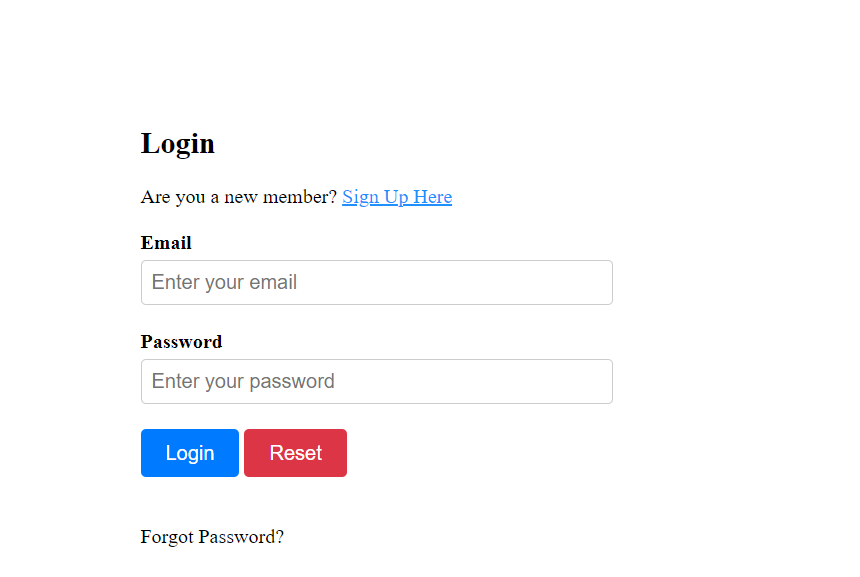 Login
Are you a new member? Sign Up Here
Email
Enter your email
Password
Enter your password
Login Reset
Forgot Password?